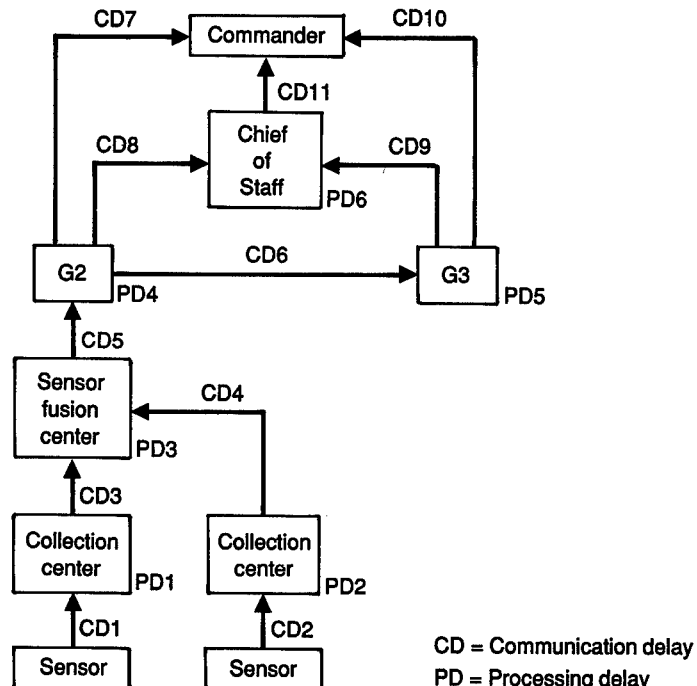 CD7
Commander
CD10
CD11
Chief
of
Staff
CD8
CD9
PD6
G2
CD6
G3
PD4
PD5
CD5
Sensor
fusion
center
CD4
PD3
CD3
Collection
center
PD1
Collection
center
PD2
CD1
CD2
Sensor
Sensor
CD = Communication delay
PD = Processing delay